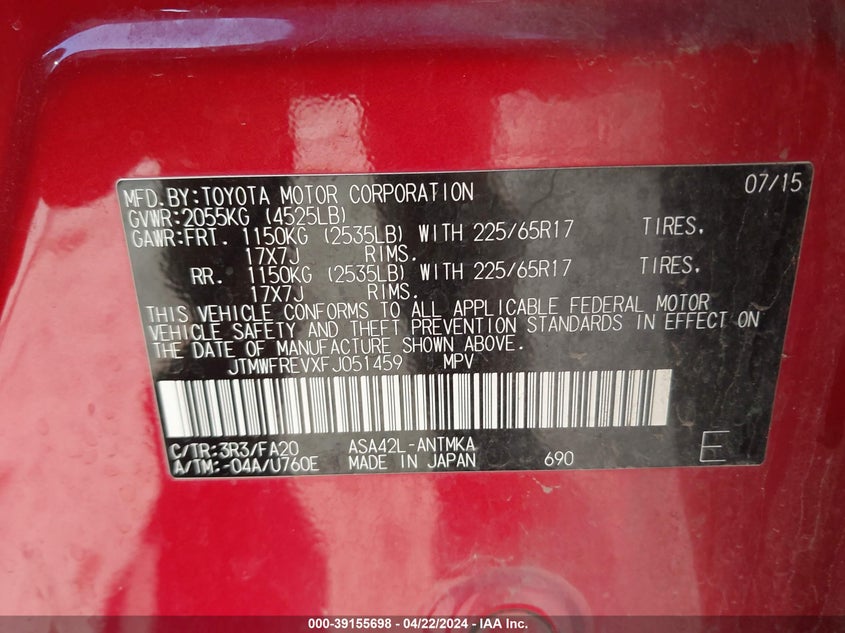 MFD.BY:TOYOTA MOTOR CORPORATION 07/15
GVWR:2055KG (4525LB)
GAWR:FRT. 1150KG (2535LB) WITH 225/65R17 TIRES,
17X7J RIMS.
RR. 1150KG (2535LB) WITH 225/65R17 TIRES,
17X7J RIMS.
THIS VEHICLE CONFORMS TO ALL APPLICABLE FEDERAL MOTOR
VEHICLE SAFETY AND THEFT PREVENTION STANDARDS IN EFFECT ON
THE DATE OF MANUFACTURE SHOWN ABOVE.
JTMWFREVXFJ051459 MPV
C/TR:3R3/FA20 ASA42L-ANTMKA
A/TM:-04A/U760E MADE IN JAPAN 690 E
000-39155698 - 04/22/2024 - IAA Inc.